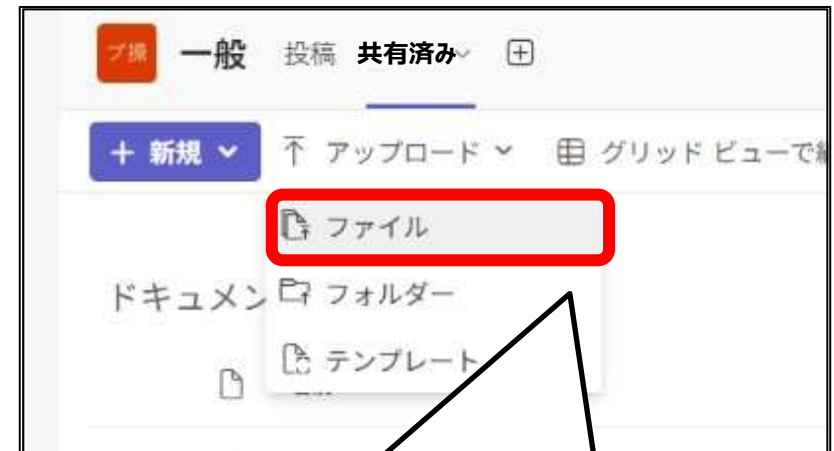 プ操 一般 投稿 共有済み
+ 新規 アップロード グリッド ビューで
ファイル
ドキュメン フォルダー
テンプレート